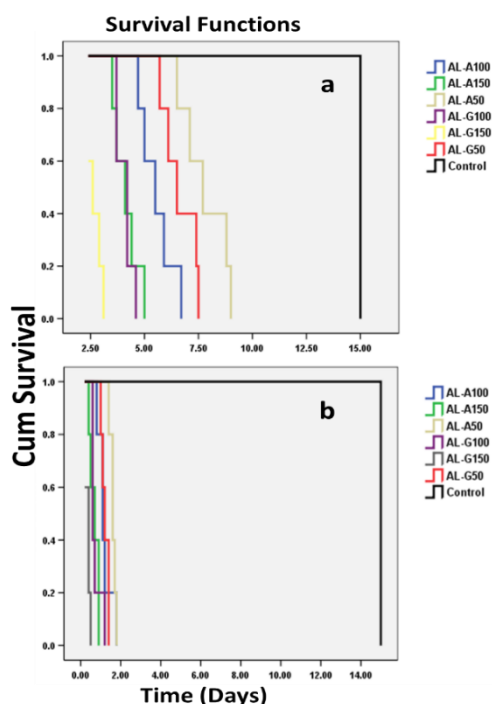 Survival Functions
a
1.0
0.8
0.6
0.4
0.2
0.0
2.50 5.00 7.50 10.00 12.50 15.00
AL-A100
AL-A150
AL-A50
AL-G100
AL-G150
AL-G50
Control
Cum Survival
b
1.0
0.8
0.6
0.4
0.2
0.0
0.00 2.00 4.00 6.00 8.00 10.00 12.00 14.00
AL-A100
AL-A150
AL-A50
AL-G100
AL-G150
AL-G50
Control
Time (Days)